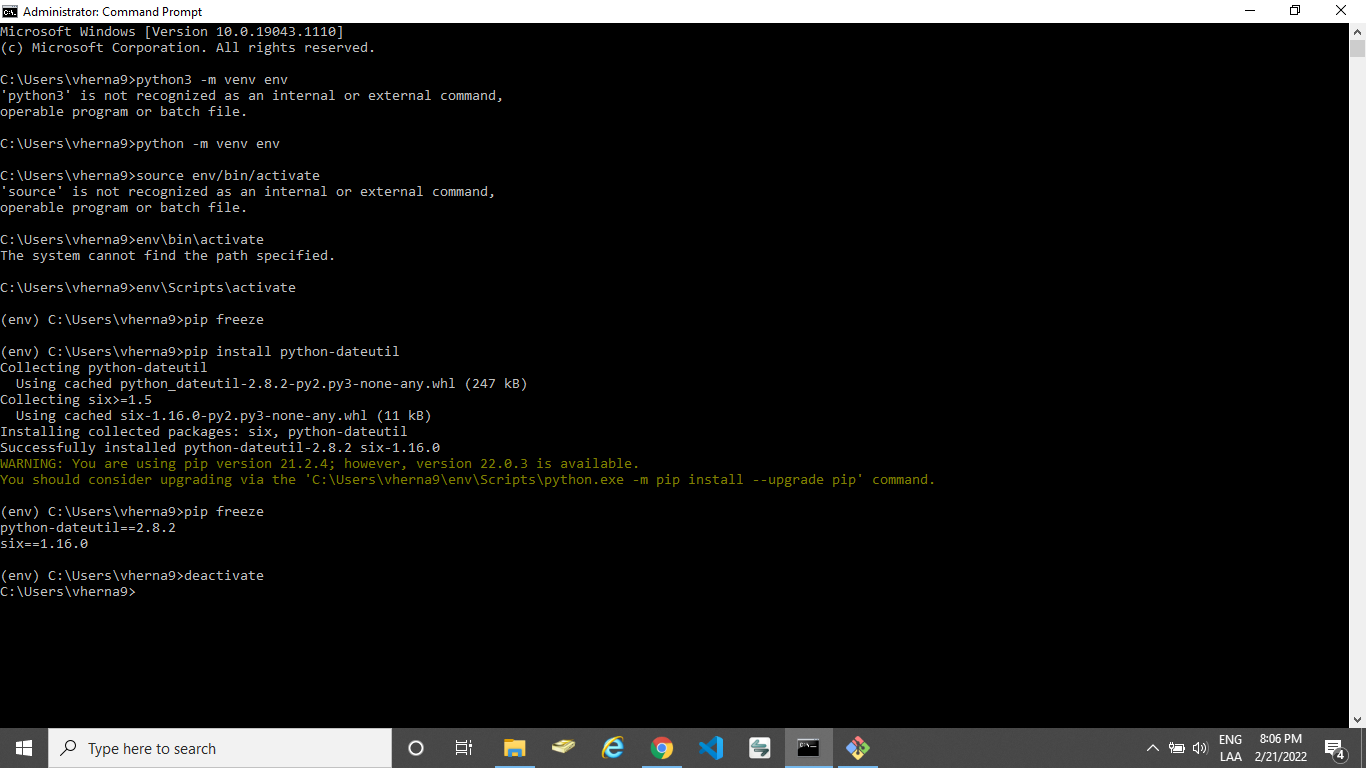 Administrator: Command Prompt
Microsoft Windows [Version 10.0.19043.1110]
(c) Microsoft Corporation. All rights reserved.
C:\Users\vherna9>python3 -m venv env
'python3' is not recognized as an internal or external command,
operable program or batch file.
C:\Users\vherna9>python -m venv env
C:\Users\vherna9>source env/bin/activate
'source' is not recognized as an internal or external command,
operable program or batch file.
C:\Users\vherna9>env\bin\activate
The system cannot find the path specified.
C:\Users\vherna9>env\Scripts\activate
(env) C:\Users\vherna9>pip freeze
(env) C:\Users\vherna9>pip install python-dateutil
Collecting python-dateutil
  Using cached python_dateutil-2.8.2-py2.py3-none-any.whl (247 kB)
Collecting six>=1.5
  Using cached six-1.16.0-py2.py3-none-any.whl (11 kB)
Installing collected packages: six, python-dateutil
Successfully installed python-dateutil-2.8.2 six-1.16.0
WARNING: You are using pip version 21.2.4; however, version 22.0.3 is available.
You should consider upgrading via the 'C:\Users\vherna9\env\Scripts\python.exe -m pip install --upgrade pip' command.
(env) C:\Users\vherna9>pip freeze
python-dateutil==2.8.2
six==1.16.0
(env) C:\Users\vherna9>deactivate
C:\Users\vherna9>
Type here to search
ENG
LAA
8:06 PM
2/21/2022
4